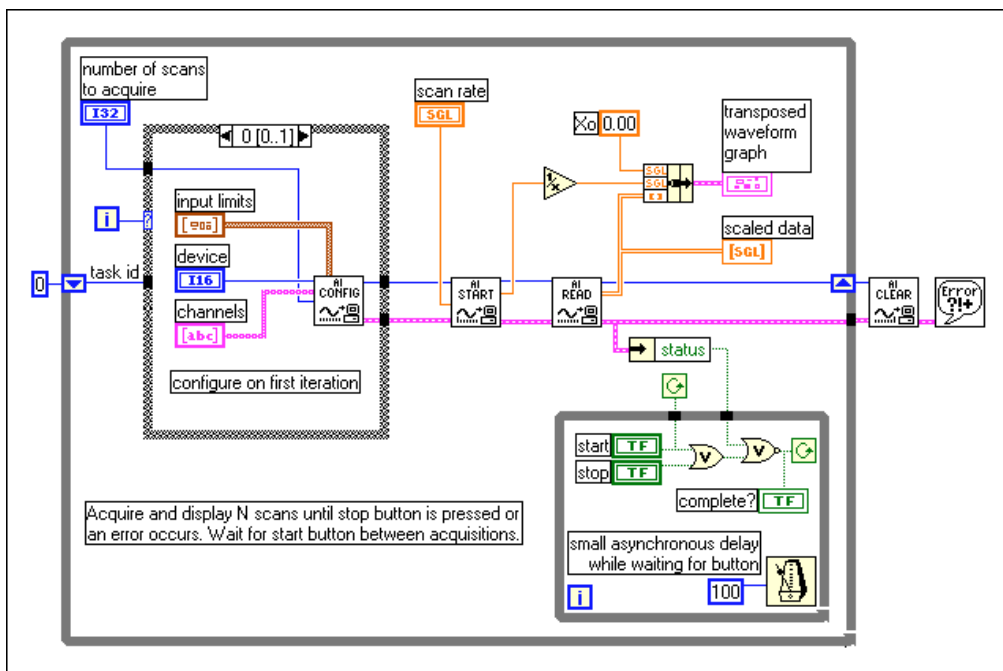 number of scans
to acquire
I32
0 [0..1]
scan rate
SGL
Xo 0.00
transposed
waveform
graph
1/x
SGL
SGL
[ ]
input limits
i
?
scaled data
[SGL]
device
I16
0
task id
channels
[abc]
AI
CONFIG
AI
START
AI
READ
AI
CLEAR
Error
?!+
configure on first iteration
status
start TF
stop TF
V
V
complete? TF
Acquire and display N scans until stop button is pressed or
an error occurs. Wait for start button between acquisitions.
small asynchronous delay
while waiting for button
100
i